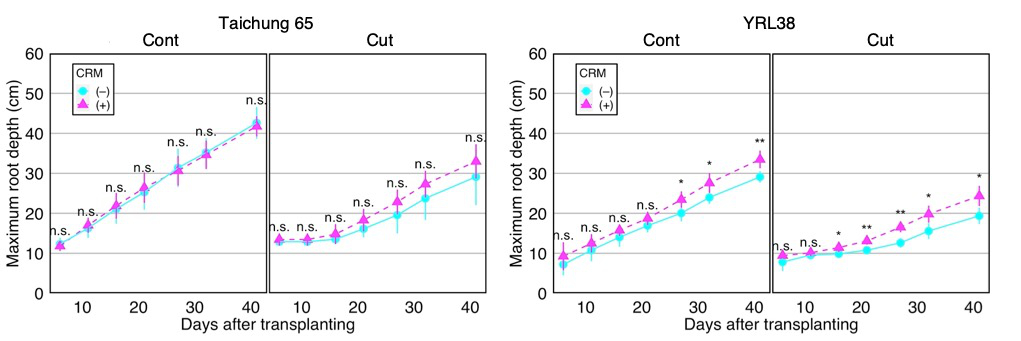 Taichung 65
Cont
Cut
Maximum root depth (cm)
60
50
40
30
20
10
0
CRM
(−)
(+)
n.s.
n.s.
n.s.
n.s.
n.s.
n.s.
n.s.
n.s.
n.s.
n.s.
n.s.
n.s.
n.s.
n.s.
10 20 30 40
10 20 30 40
Days after transplanting
YRL38
Cont
Cut
Maximum root depth (cm)
60
50
40
30
20
10
0
CRM
(−)
(+)
n.s.
n.s.
n.s.
n.s.
*
*
**
n.s.
n.s.
*
**
**
*
*
10 20 30 40
10 20 30 40
Days after transplanting